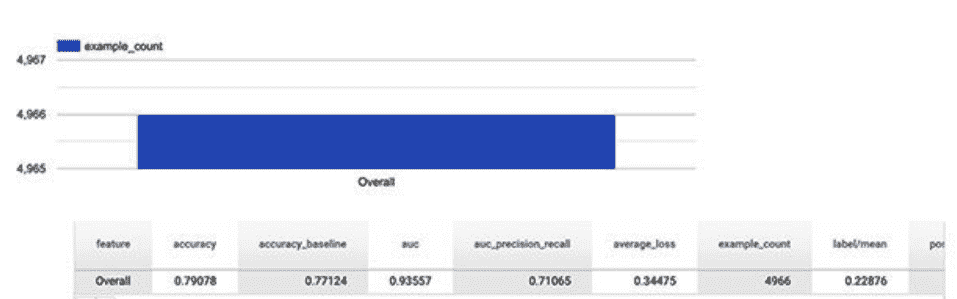 example_count
4,967
4,966
4,965
Overall
feature accuracy accuracy_baseline auc auc_precision_recall average_loss example_count label/mean pos
Overall 0.79078 0.77124 0.93557 0.71065 0.34475 4966 0.22876